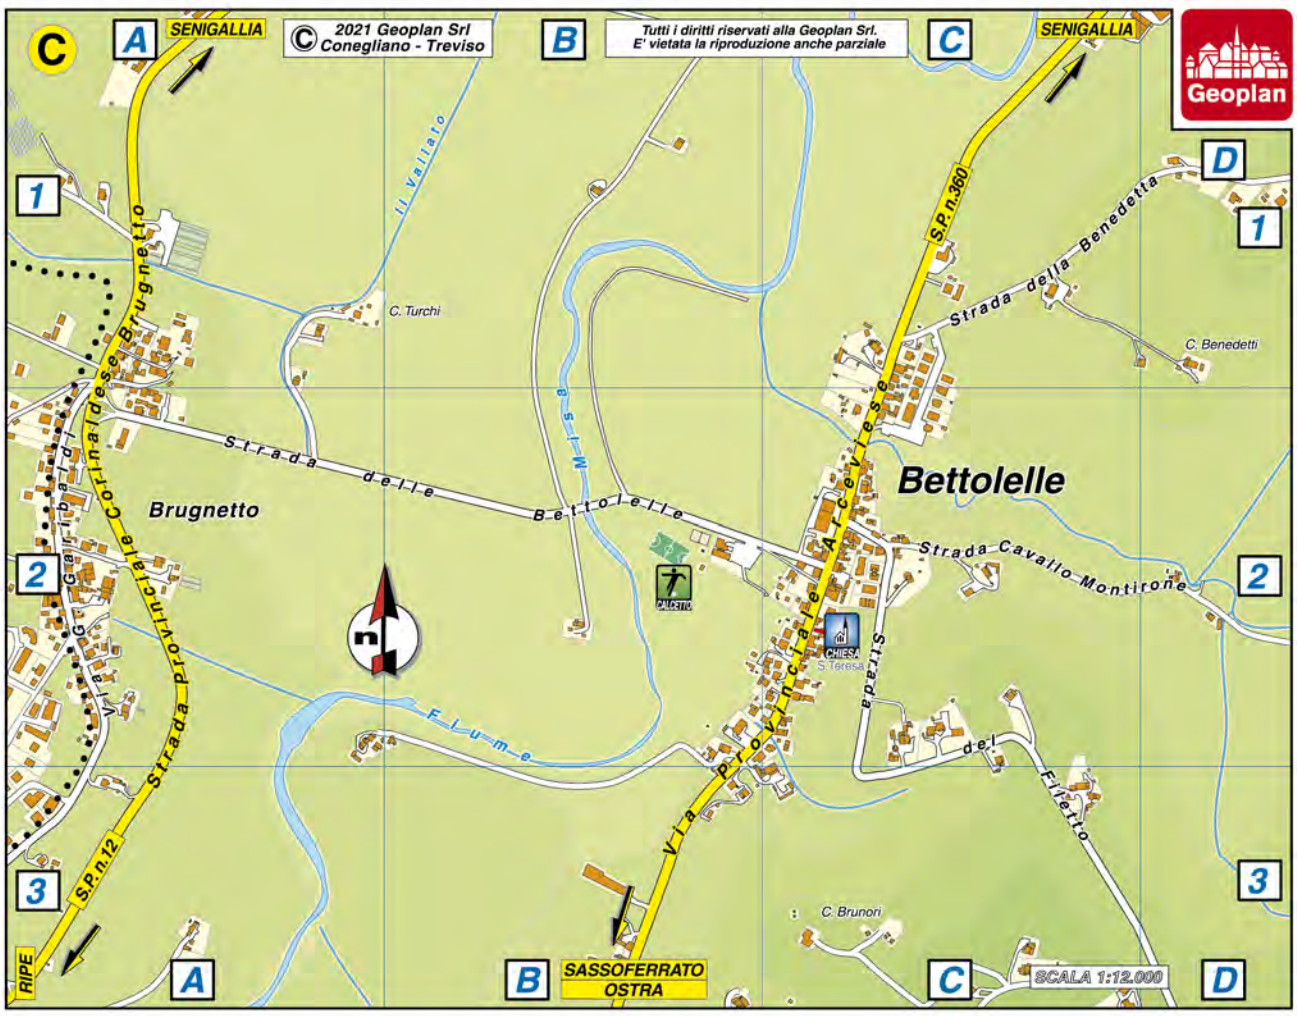 C
A
SENIGALLIA
© 2021 Geoplan Srl
Conegliano - Treviso
B
Tutti i diritti riservati alla Geoplan Srl.
E' vietata la riproduzione anche parziale
C
SENIGALLIA
Geoplan
D
1
1
Il Vallato
S.P. n.360
Strada della Benedetta
C. Turchi
C. Benedetti
Strada Provinciale Corinaldese Brugnetto
Via G. Garibaldi
Strada delle Bettolelle
Fiume Misa
Bettolelle
Brugnetto
Via Provinciale Arceviese
Strada Cavallo Montirone
2
2
n
CALCETTO
CHIESA
S.Teresa
Strada del Filetto
S.P. n.12
3
3
C. Brunori
RIPE
A
B
SASSOFERRATO
OSTRA
C
SCALA 1:12.000
D